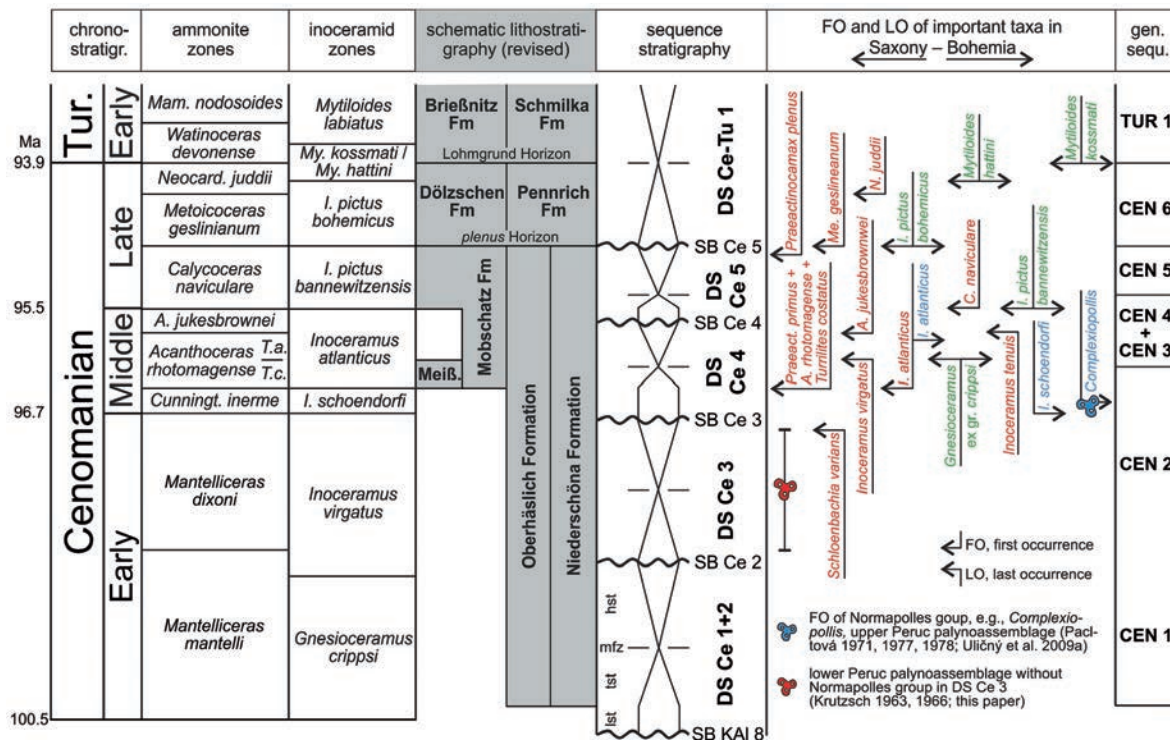 chrono-
stratigr.
ammonite
zones
inoceramid
zones
schematic lithostrati-
graphy (revised)
sequence
stratigraphy
FO and LO of important taxa in
Saxony – Bohemia
gen.
sequ.
Ma
93.9
95.5
96.7
100.5
Tur.
Early
Cenomanian
Late
Middle
Early
Mam. nodosoides
Watinoceras
devonense
Neocard. juddii
Metoicoceras
geslinianum
Calycoceras
naviculare
A. jukesbrownei
Acanthoceras
rhotomagense
T.a.
T.c.
Cunningt. inerme
Mantelliceras
dixoni
Mantelliceras
mantelli
Mytiloides
labiatus
My. kossmati /
My. hattini
I. pictus
bohemicus
I. pictus
bannewitzensis
Inoceramus
atlanticus
I. schoendorfi
Inoceramus
virgatus
Gnesioceramus
crippsi
Brießnitz
Fm
Schmilka
Fm
Lohmgrund Horizon
Dölzschen
Fm
Pennrich
Fm
plenus Horizon
Mobschatz Fm
Meiß.
Oberhäslich Formation
Niederschöna Formation
DS Ce-Tu 1
SB Ce 5
DS
Ce 5
SB Ce 4
DS
Ce 4
SB Ce 3
DS Ce 3
SB Ce 2
DS Ce 1+2
hst
mfz
tst
lst
SB KAl 8
Praeactinocamax plenus
Me. geslineanum
N. juddii
I. pictus
bohemicus
Mytiloides
hattini
Mytiloides
kossmati
Praeact. primus +
A. rhotomagense +
Turrilites costatus
A. jukesbrownwei
I. atlanticus
I. atlanticus
C. naviculare
I. pictus
bannewitzensis
Inoceramus virgatus
Gnesioceramus
ex gr. crippsi
Inoceramus tenuis
I. schoendorfi
Complexiopollis
Schloenbachia varians
FO, first occurrence
LO, last occurrence
FO of Normapolles goup, e.g., Complexio-
pollis, upper Peruc palynoassemblage (Pacl-
tová 1971, 1977, 1978; Uličný et al. 2009a)
lower Peruc palynoassemblage without
Normapolles group in DS Ce 3
(Krutzsch 1963, 1966; this paper)
TUR 1
CEN 6
CEN 5
CEN 4
+
CEN 3
CEN 2
CEN 1